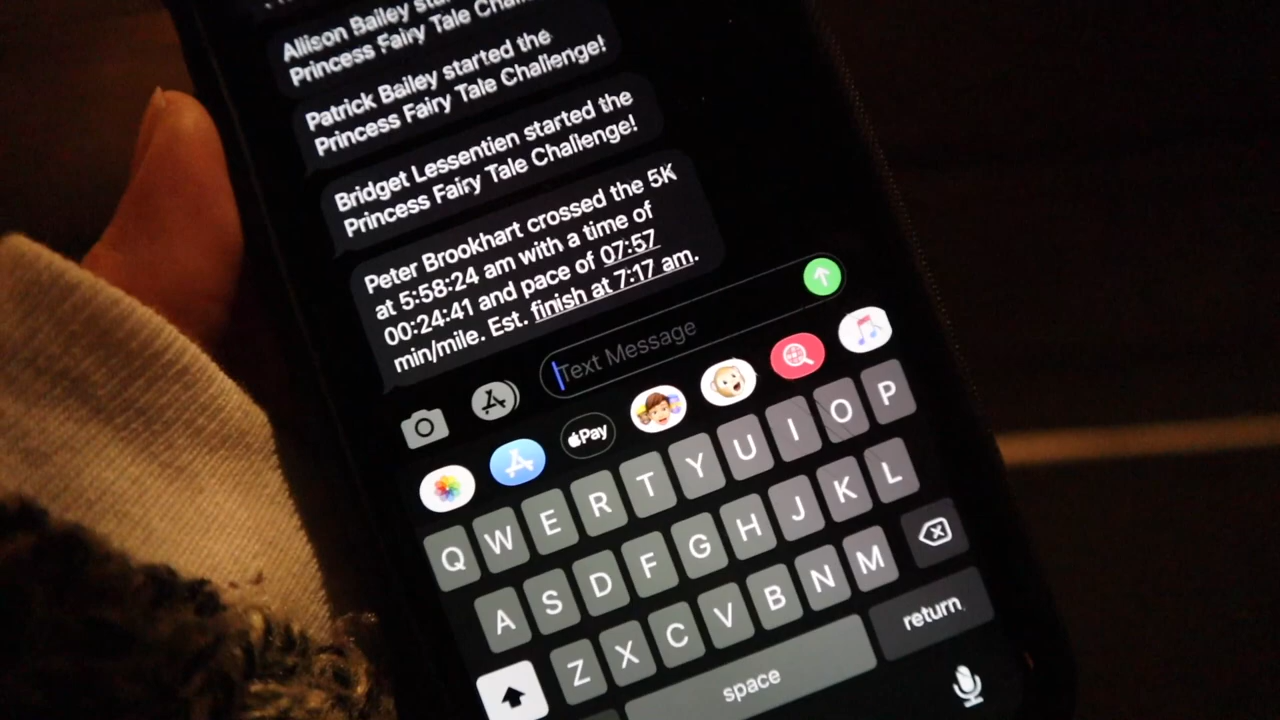 Allison Bailey
Princess Fairy Tale
Patrick Bailey started the
Princess Fairy Tale Challenge!
Bridget Lessentien started the
Princess Fairy Tale Challenge!
Peter Brookhart crossed the 5K
at 5:58:24 am with a time of
00:24:41 and pace of 07:57
min/mile. Est. finish at 7:17 am.
Text Message
Pay
Q W E R T Y U I O P
A S D F G H J K L
Z X C V B N M
space return